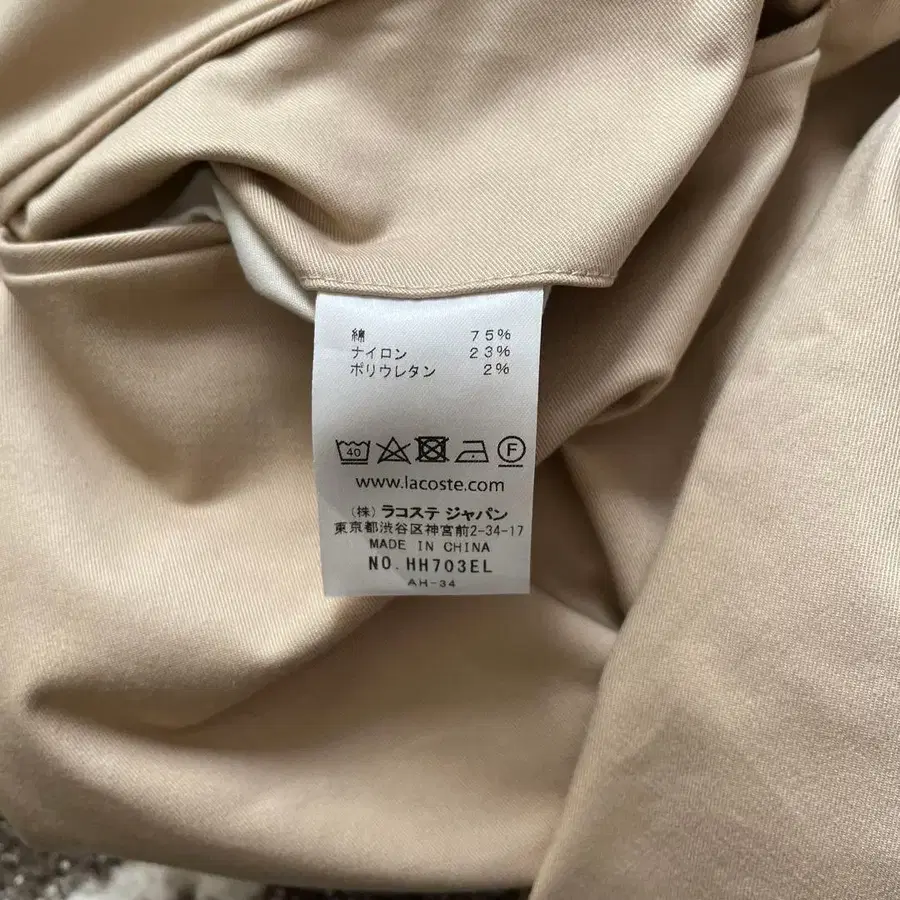 綿 75%
ナイロン 23%
ポリウレタン 2%
40 F
www.lacoste.com
(株) ラコステ ジャパン
東京都渋谷区神宮前2-34-17
MADE IN CHINA
NO.HH703EL
AH-34